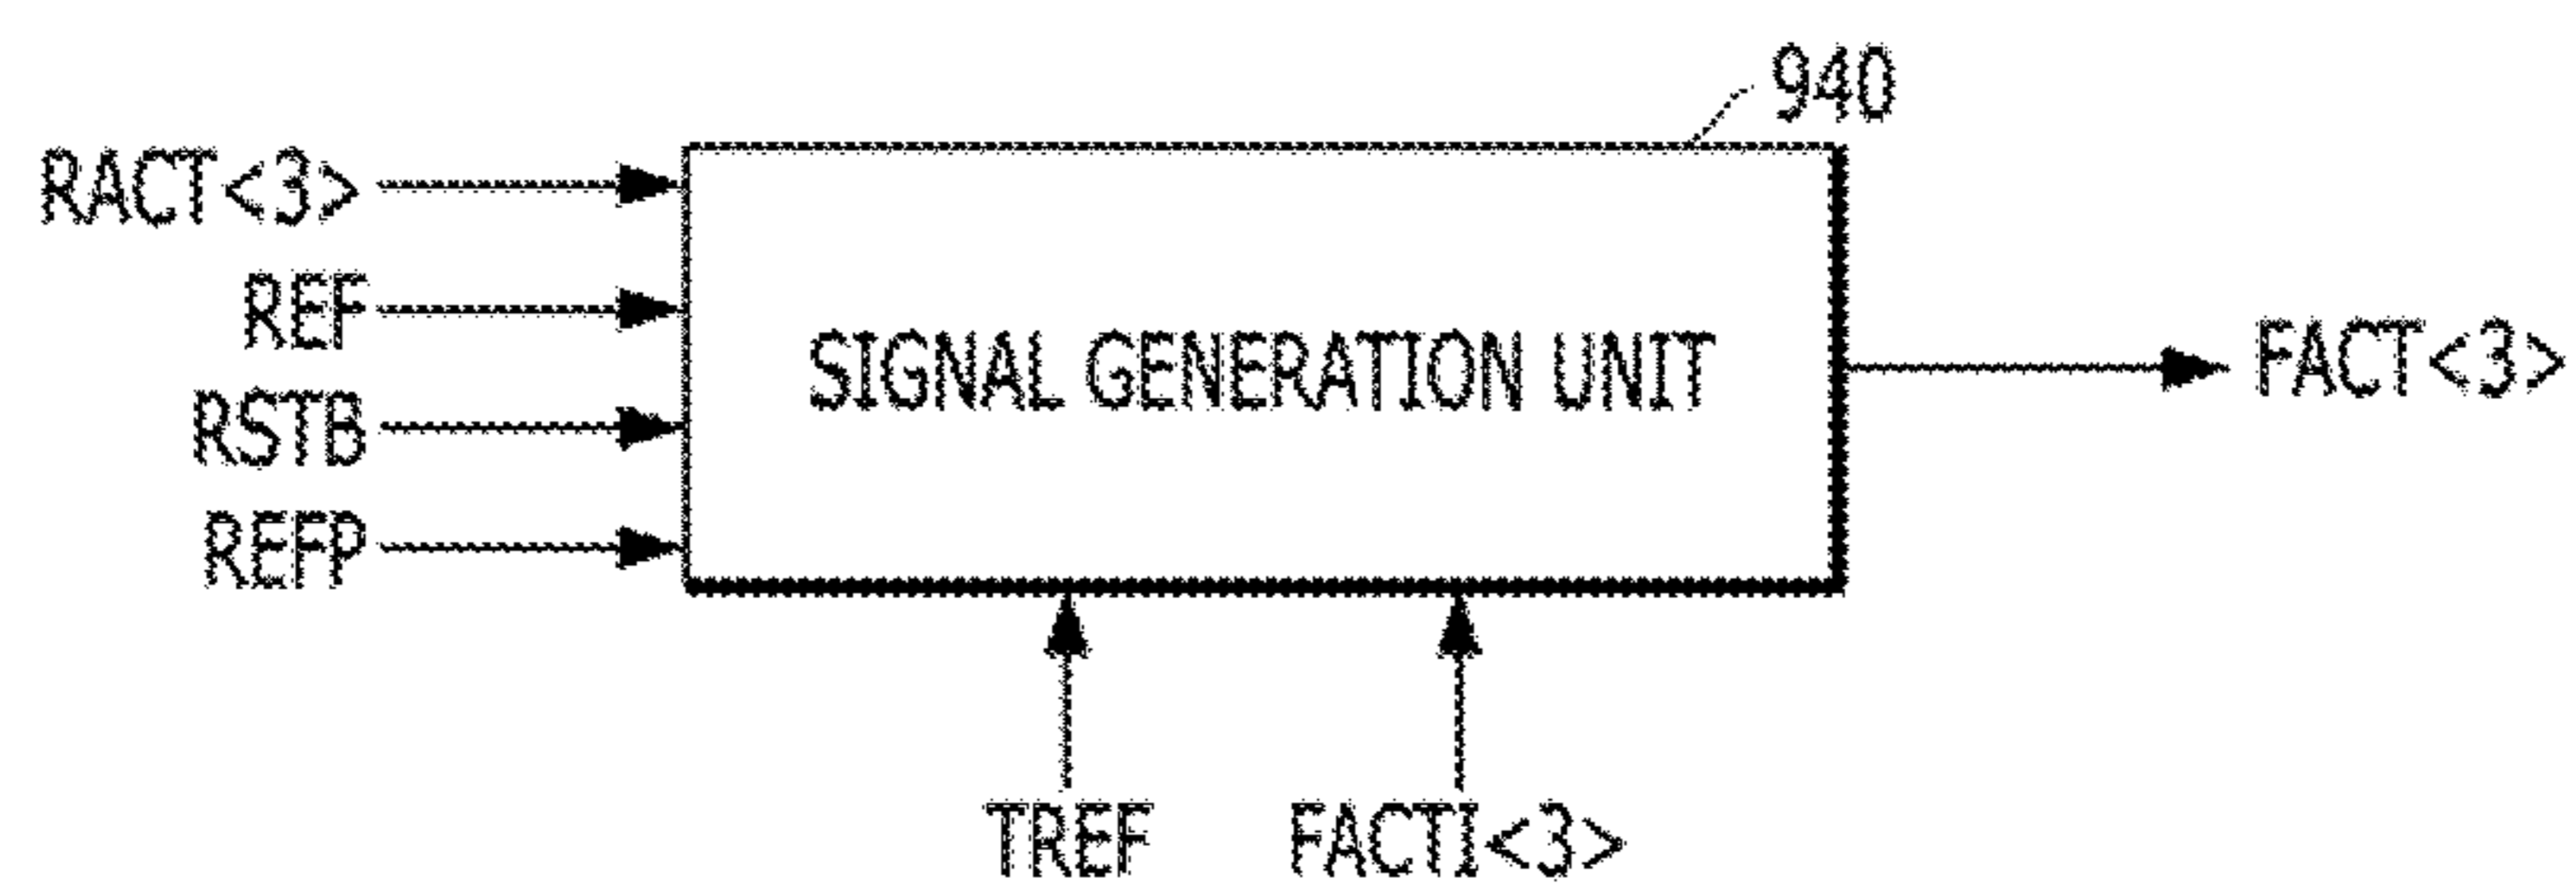 940
RACT<3>
REF
RSTB
REFP
SIGNAL GENERATION UNIT
FACT<3>
TREF
FACTI<3>